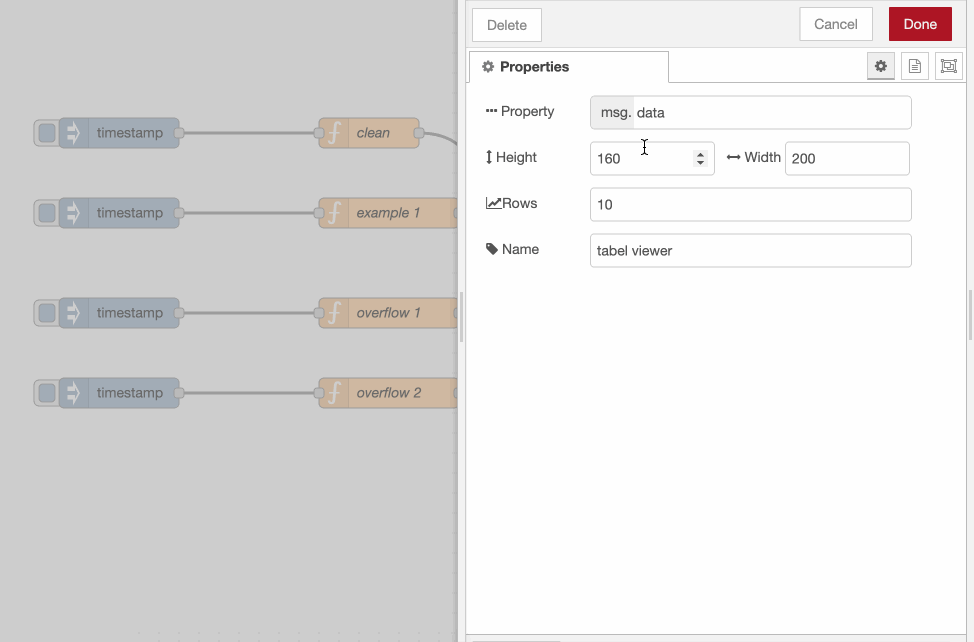 Delete
Cancel
Done
Properties
Property
msg. data
Height
160
Width
200
Rows
10
Name
tabel viewer
timestamp
clean
timestamp
example 1
timestamp
overflow 1
timestamp
overflow 2